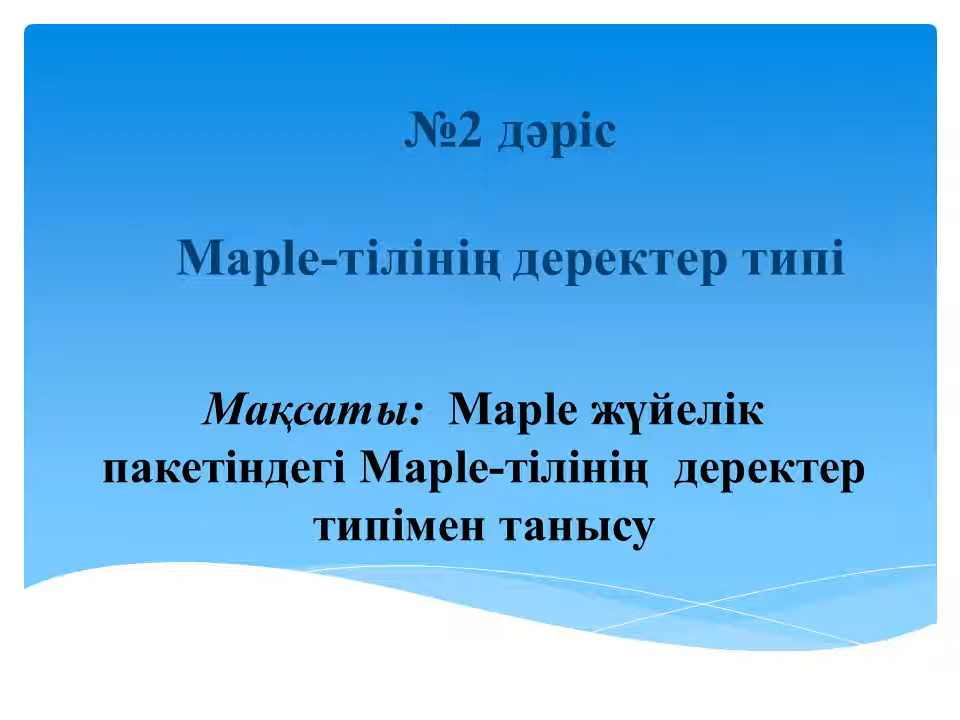 №2 дәріс
Maple-тілінің деректер типі
Мақсаты: Maple жүйелік
пакетіндегі Maple-тілінің деректер
типімен танысу